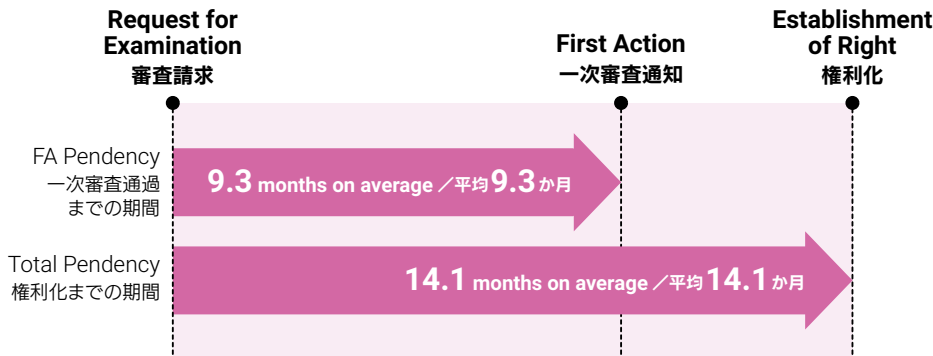 Request for
Examination
審査請求
First Action
一次審査通知
Establishment
of Right
権利化
FA Pendency
一次審査通過
までの期間
9.3 months on average ／平均9.3か月
Total Pendency
権利化までの期間
14.1 months on average ／平均14.1か月